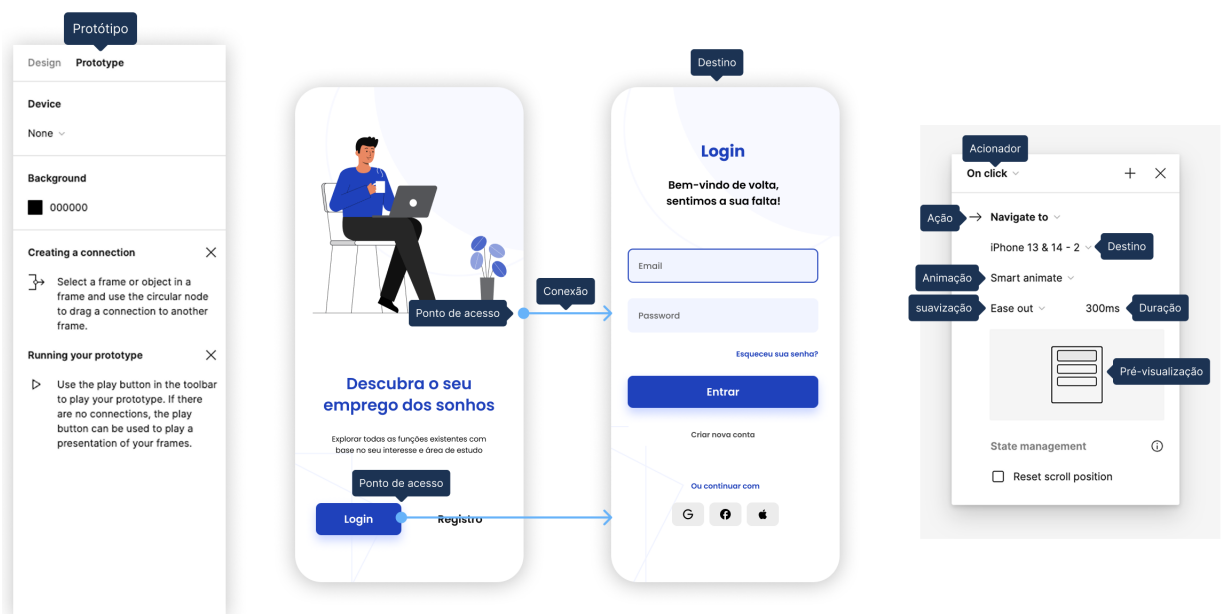 Protótipo
Design Prototype
Device
None
Background
000000
Creating a connection
Select a frame or object in a
frame and use the circular node
to drag a connection to another
frame.
Running your prototype
Use the play button in the toolbar
to play your prototype. If there
are no connections, the play
button can be used to play a
presentation of your frames.
Ponto de acesso
Conexão
Descubra o seu
emprego dos sonhos
Explorar todas as funções existentes com
base no seu interesse e área de estudo
Ponto de acesso
Login
Registro
Destino
Login
Bem-vindo de volta,
sentimos a sua falta!
Email
Password
Esqueceu sua senha?
Entrar
Criar nova conta
Ou continuar com
G
Acionador
On click
Ação
Navigate to
iPhone 13 & 14 - 2
Destino
Animação
Smart animate
suavização
Ease out
300ms
Duração
Pré-visualização
State management
Reset scroll position